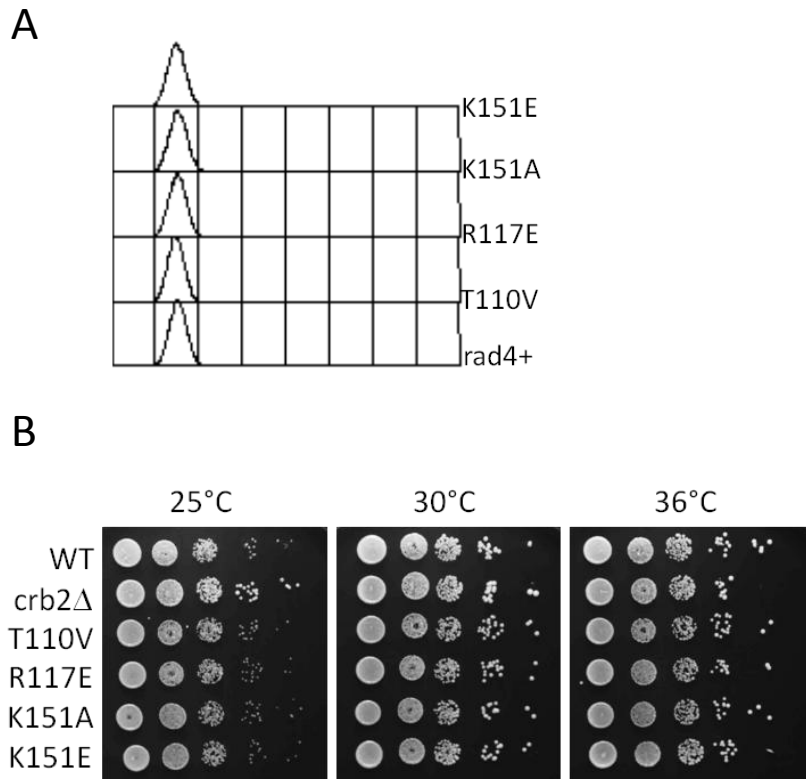 A
K151E
K151A
R117E
T110V
rad4+
B
25°C 30°C 36°C
WT
crb2Δ
T110V
R117E
K151A
K151E